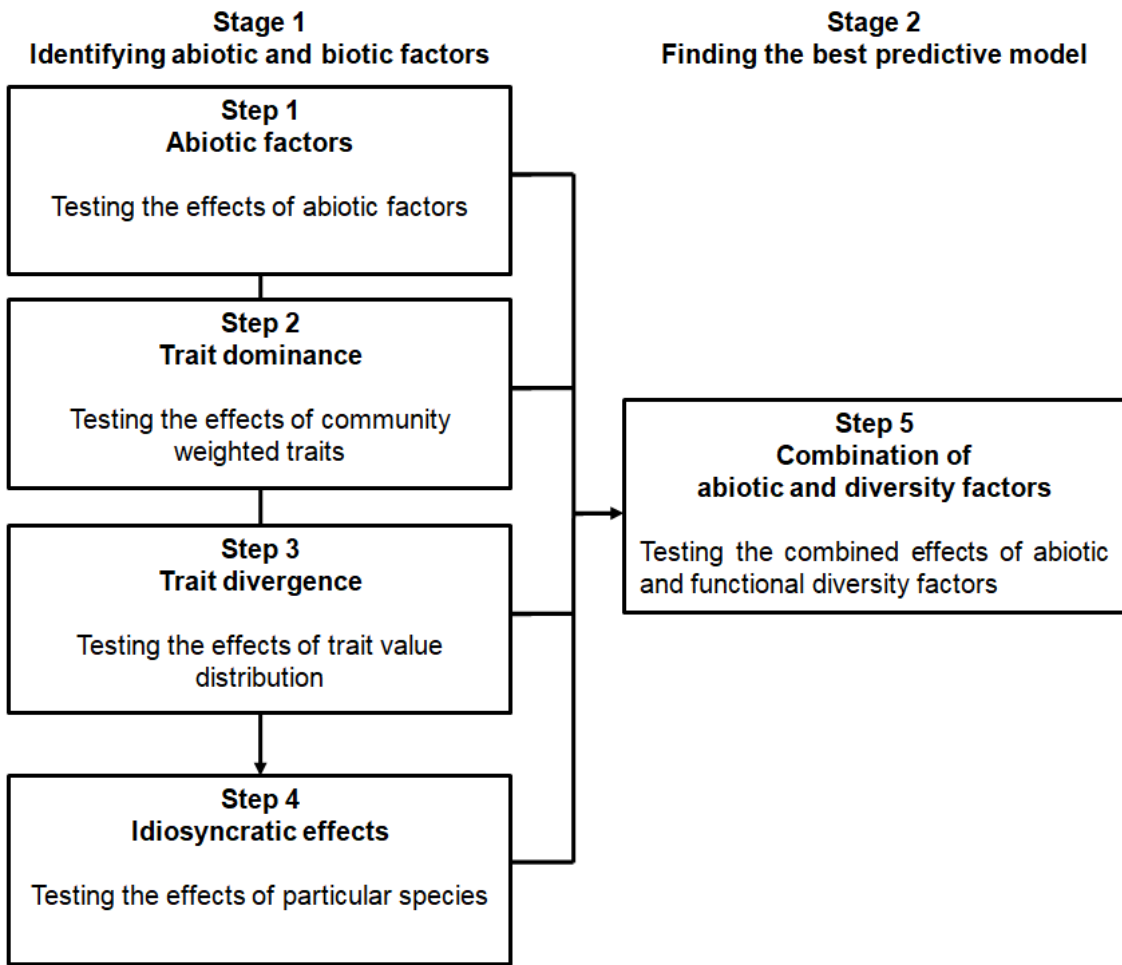 Stage 1
Identifying abiotic and biotic factors
Stage 2
Finding the best predictive model
Step 1
Abiotic factors
Testing the effects of abiotic factors
Step 2
Trait dominance
Testing the effects of community
weighted traits
Step 3
Trait divergence
Testing the effects of trait value
distribution
Step 4
Idiosyncratic effects
Testing the effects of particular species
Step 5
Combination of
abiotic and diversity factors
Testing the combined effects of abiotic
and functional diversity factors